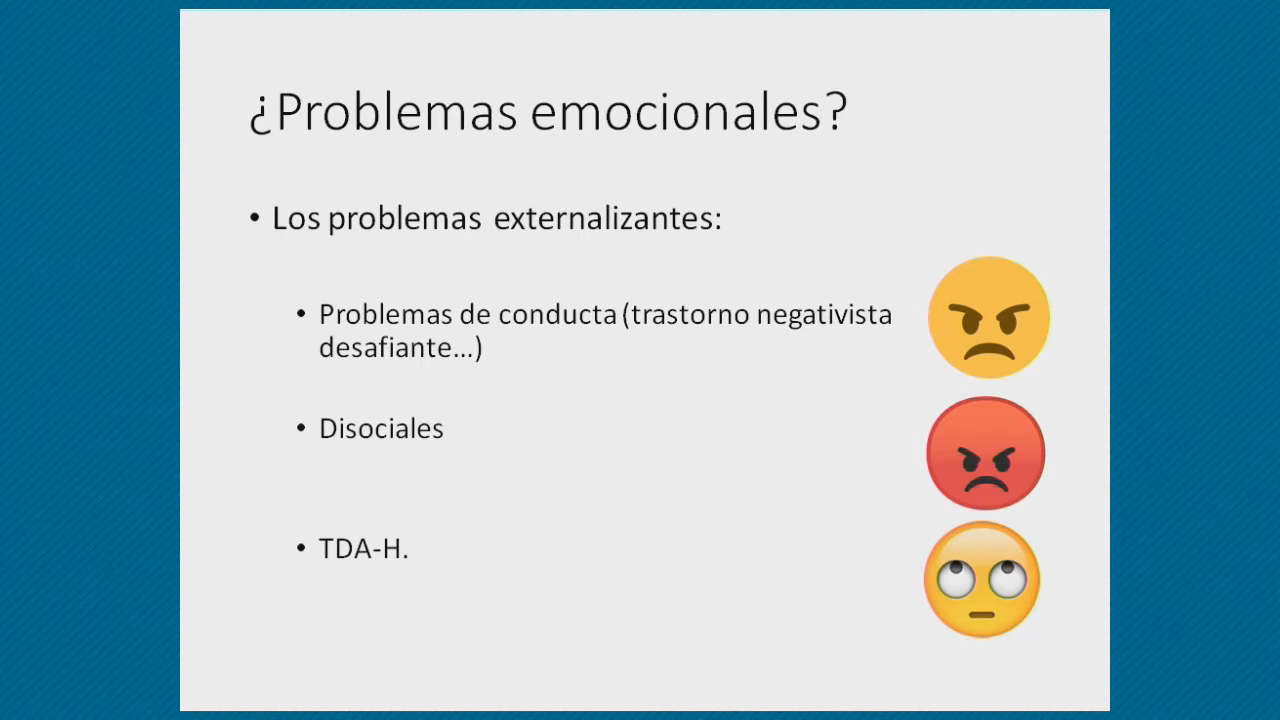 ¿Problemas emocionales?
• Los problemas externalizantes:
• Problemas de conducta (trastorno negativista
desafiante...)
• Disociales
• TDA-H.